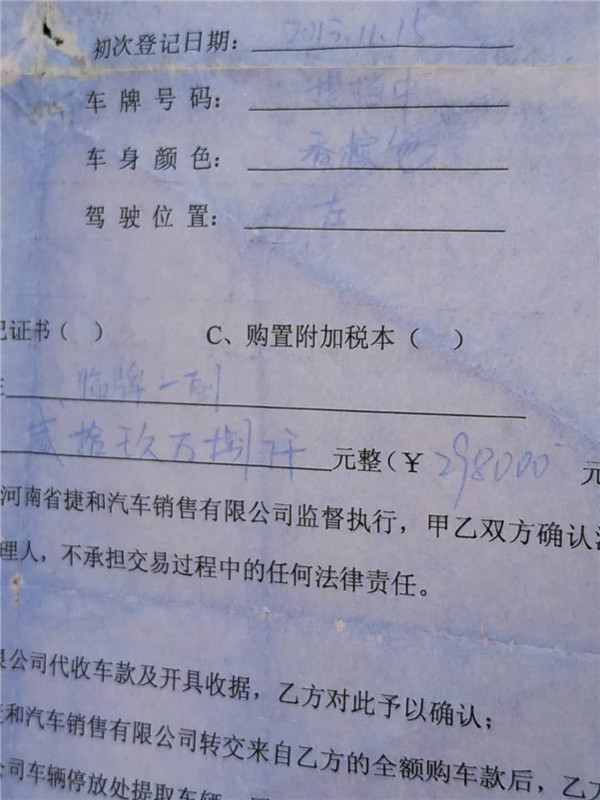 初次登记日期: 2013.11.15
车牌号码: 提档中
车身颜色: 香槟色
驾驶位置: 左
记证书( ) C、购置附加税本( )
临牌一副
贰拾玖万捌仟元整(¥298000 元
河南省捷和汽车销售有限公司监督执行,甲乙双方确认
理人,不承担交易过程中的任何法律责任。
限公司代收车款及开具收据,乙方对此予以确认;
捷和汽车销售有限公司转交来自乙方的全额购车款后,乙
公司车辆停放处提取车辆